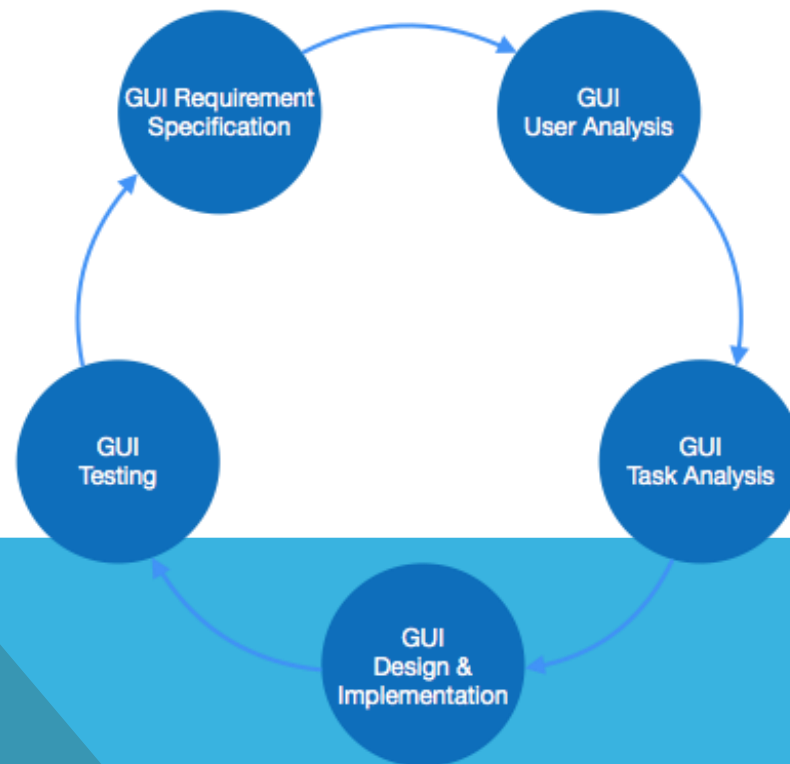 GUI Requirement
Specification
GUI
User Analysis
GUI
Task Analysis
GUI
Design &
Implementation
GUI
Testing